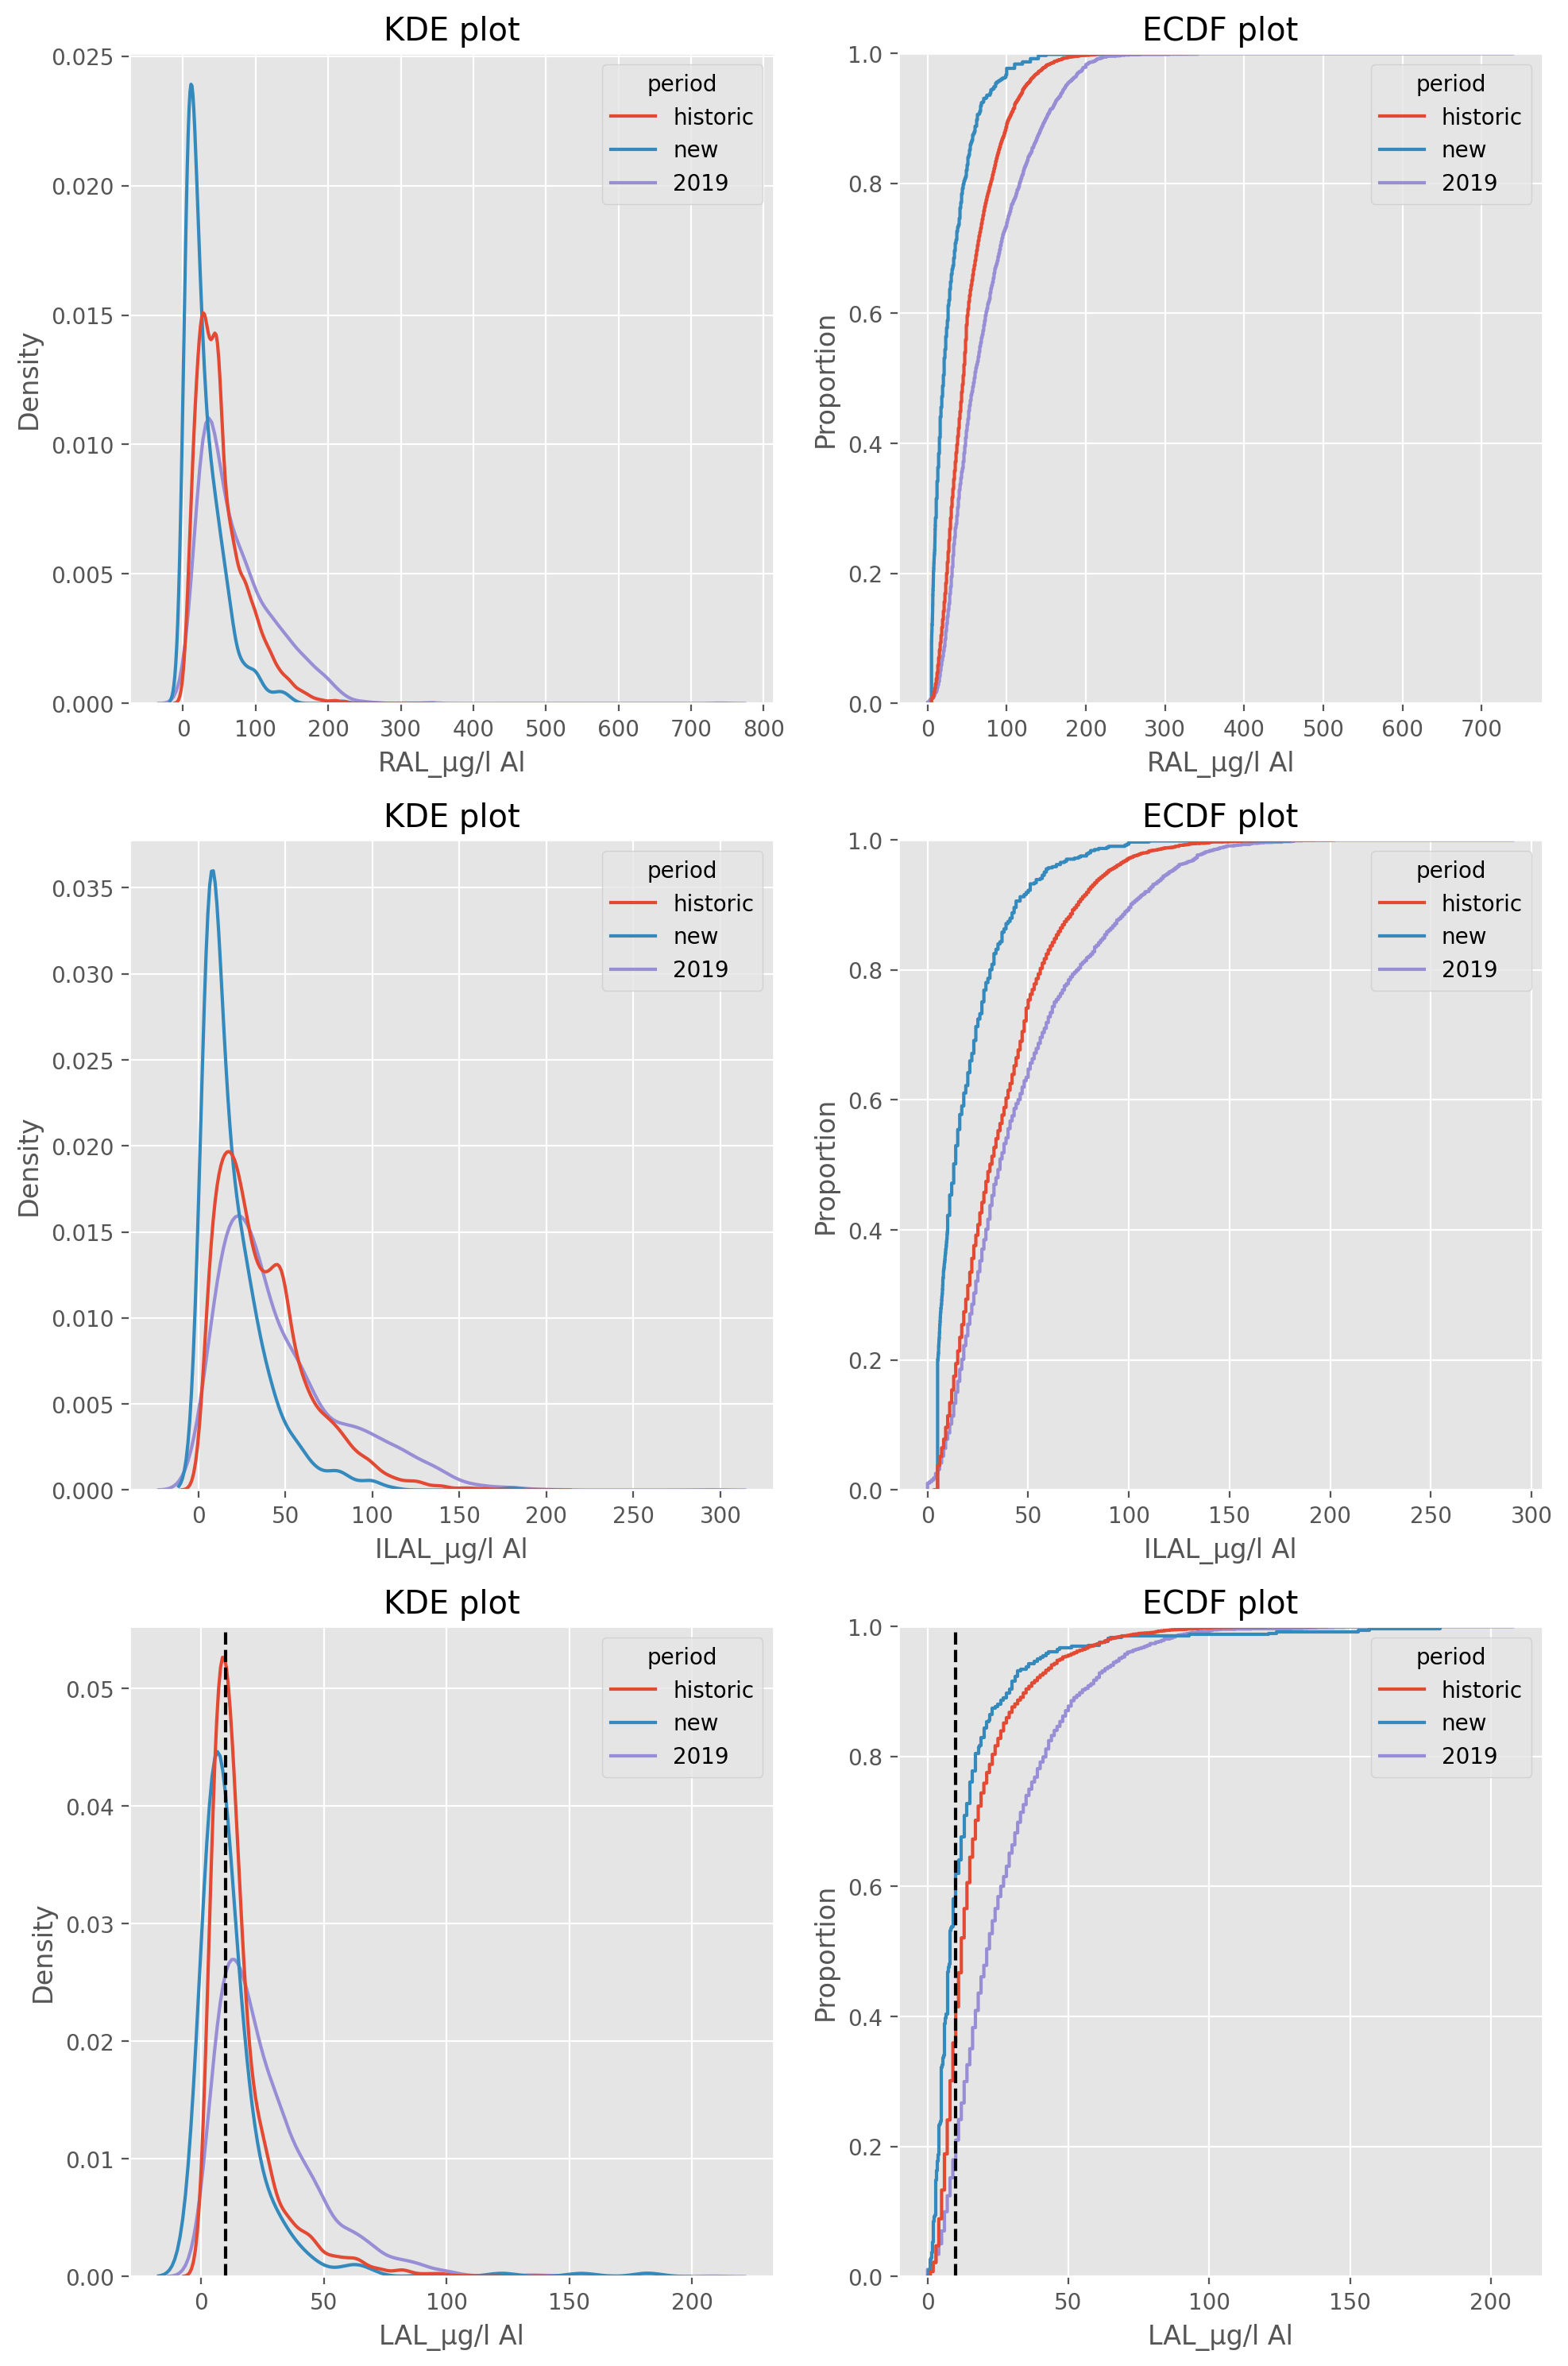 KDE plot
Density
0.025
0.020
0.015
0.010
0.005
0.000
0 100 200 300 400 500 600 700 800
RAL_µg/l Al
period
historic
new
2019
ECDF plot
Proportion
1.0
0.8
0.6
0.4
0.2
0.0
0 100 200 300 400 500 600 700
RAL_µg/l Al
period
historic
new
2019
KDE plot
Density
0.035
0.030
0.025
0.020
0.015
0.010
0.005
0.000
0 50 100 150 200 250 300
ILAL_µg/l Al
period
historic
new
2019
ECDF plot
Proportion
1.0
0.8
0.6
0.4
0.2
0.0
0 50 100 150 200 250 300
ILAL_µg/l Al
period
historic
new
2019
KDE plot
Density
0.05
0.04
0.03
0.02
0.01
0.00
0 50 100 150 200
LAL_µg/l Al
period
historic
new
2019
ECDF plot
Proportion
1.0
0.8
0.6
0.4
0.2
0.0
0 50 100 150 200
LAL_µg/l Al
period
historic
new
2019